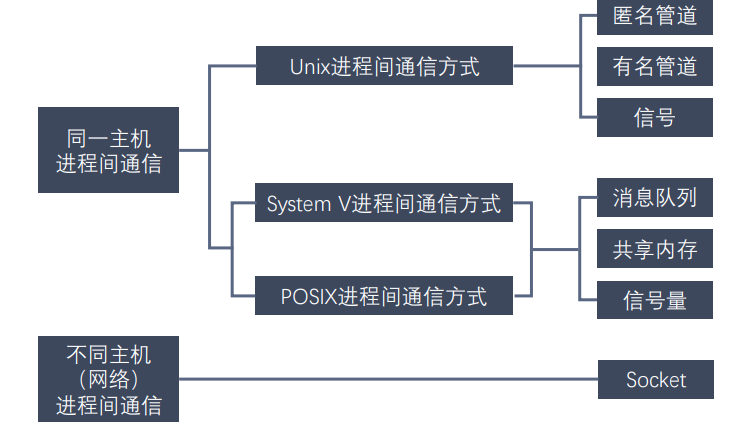 匿名管道
Unix进程间通信方式
有名管道
信号
同一主机
进程间通信
System V进程间通信方式
消息队列
共享内存
POSIX进程间通信方式
信号量
不同主机
（网络）
进程间通信
Socket